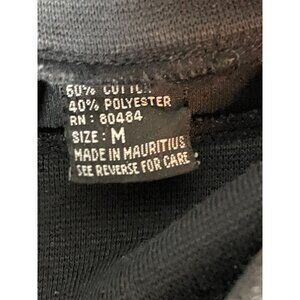 60% COTTON
40% POLYESTER
RN: 80484
SIZE: M
MADE IN MAURITIUS
SEE REVERSE FOR CARE